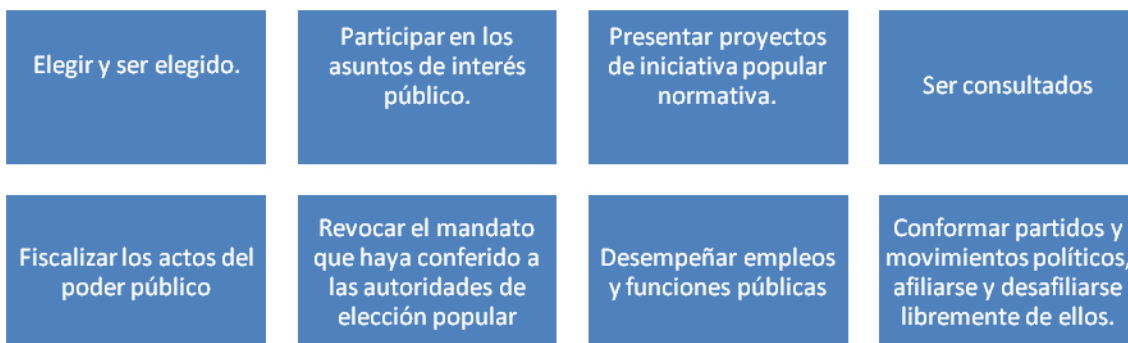 Elegir y ser elegido.
Participar en los
asuntos de interés
público.
Presentar proyectos
de iniciativa popular
normativa.
Ser consultados
Fiscalizar los actos del
poder público
Revocar el mandato
que haya conferido a
las autoridades de
elección popular
Desempeñar empleos
y funciones públicas
Conformar partidos y
movimientos políticos,
afiliarse y desafiliarse
libremente de ellos.